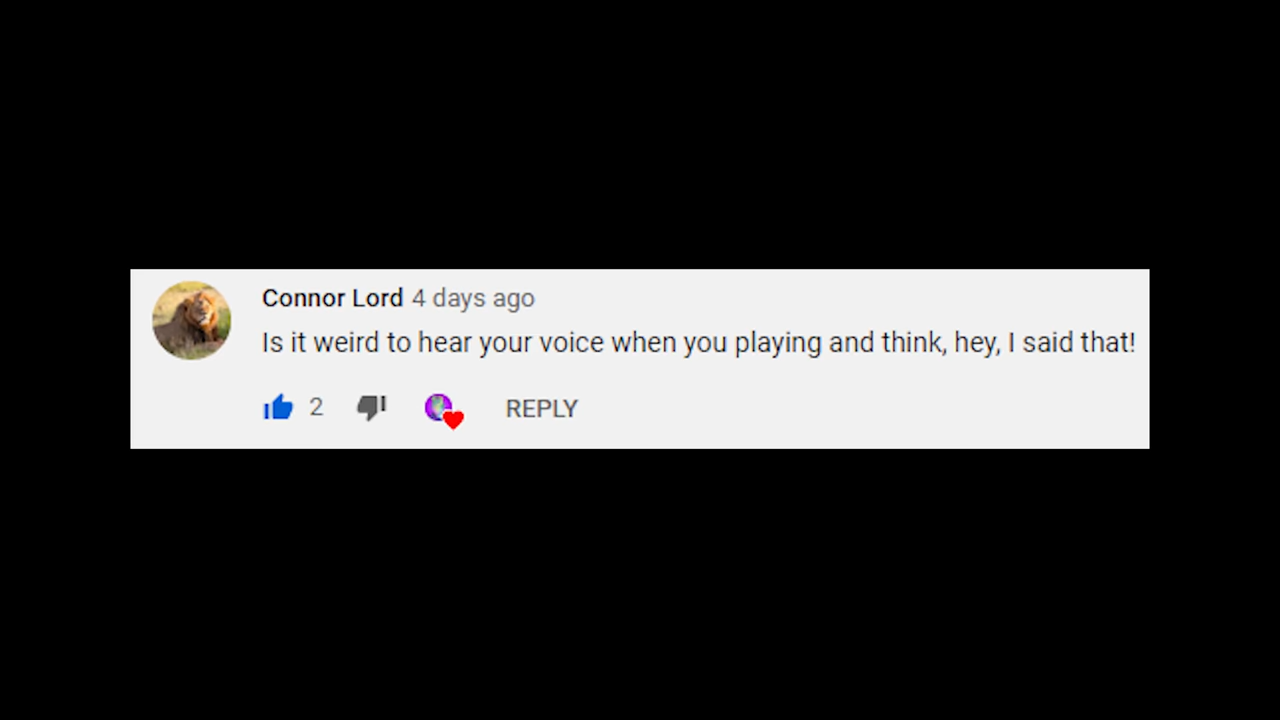 Connor Lord 4 days ago
Is it weird to hear your voice when you playing and think, hey, I said that!
2 REPLY